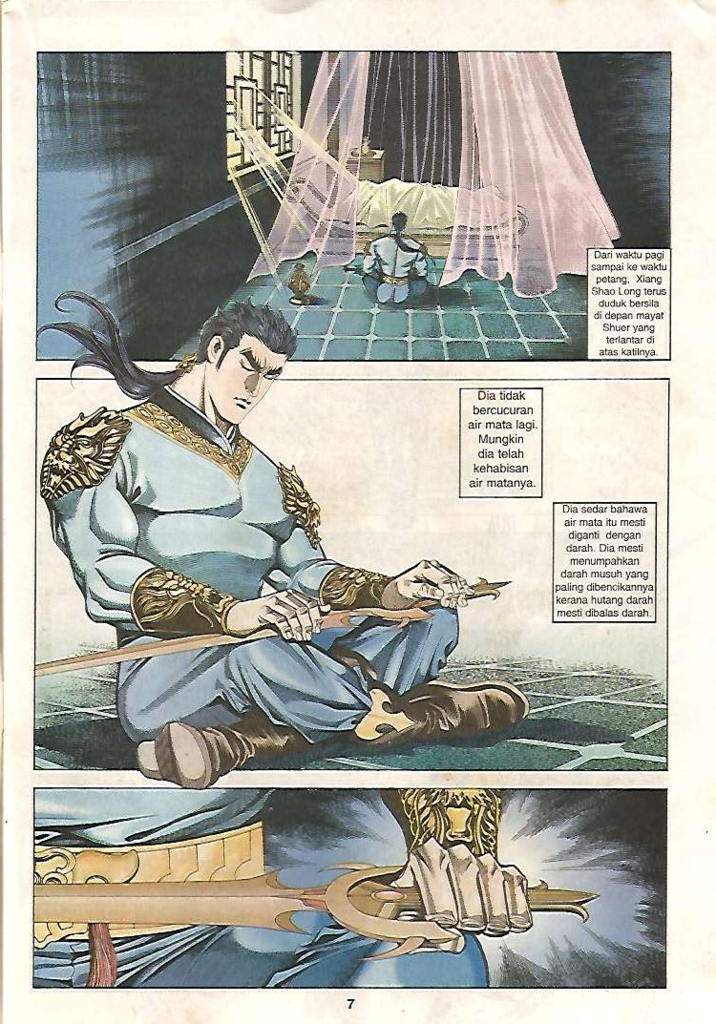 Dari waktu pagi
sampai ke waktu
petang, Xiang
Shao Long terus
duduk bersila
di depan mayat
Shuer yang
terlantar di
atas katilnya.
Dia tidak
bercucuran
air mata lagi.
Mungkin
dia telah
kehabisan
air matanya.
Dia sedar bahawa
air mata itu mesti
diganti dengan
darah. Dia mesti
menumpahkan
darah musuh yang
paling dibencikannya
kerana hutang darah
mesti dibalas darah.
7